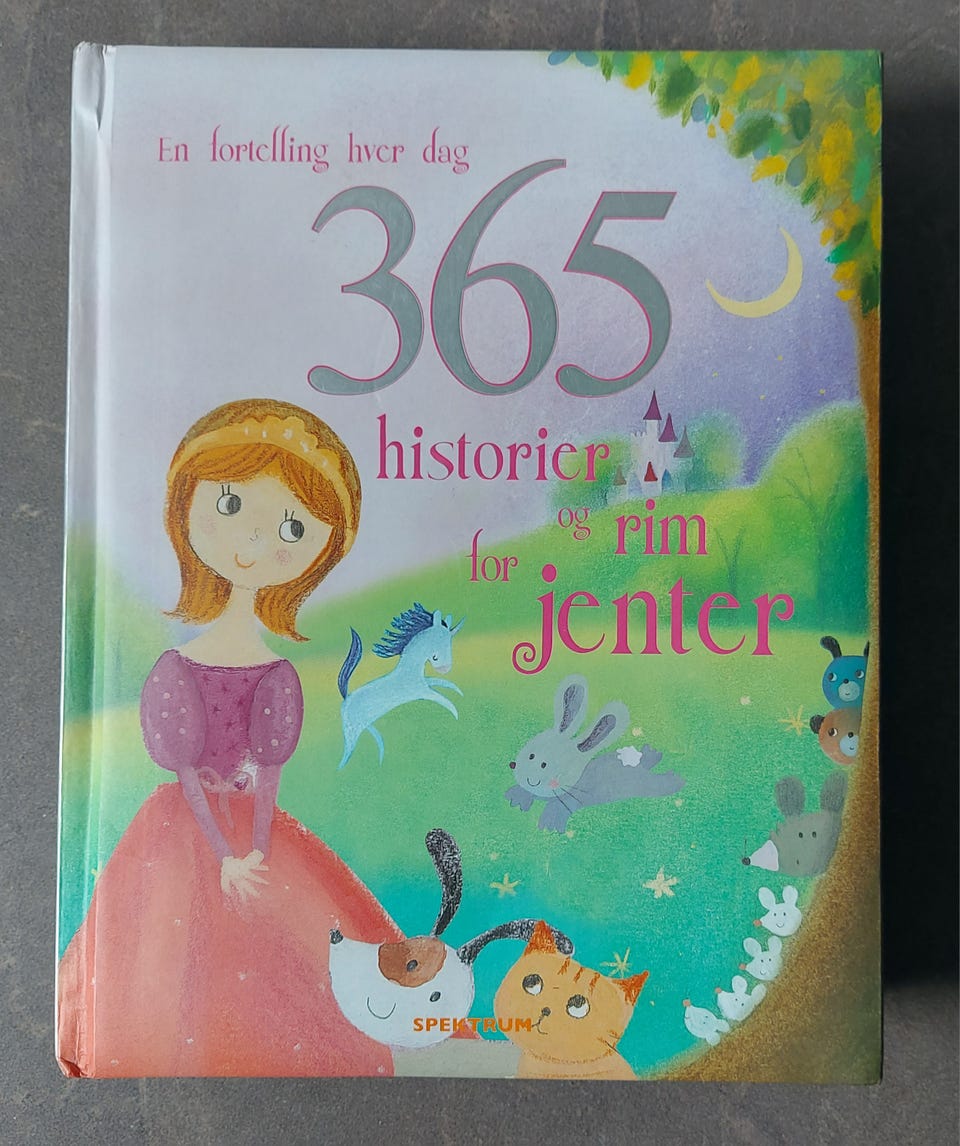 En fortelling hver dag
365
historier
og rim
for jenter
SPEKTRUM